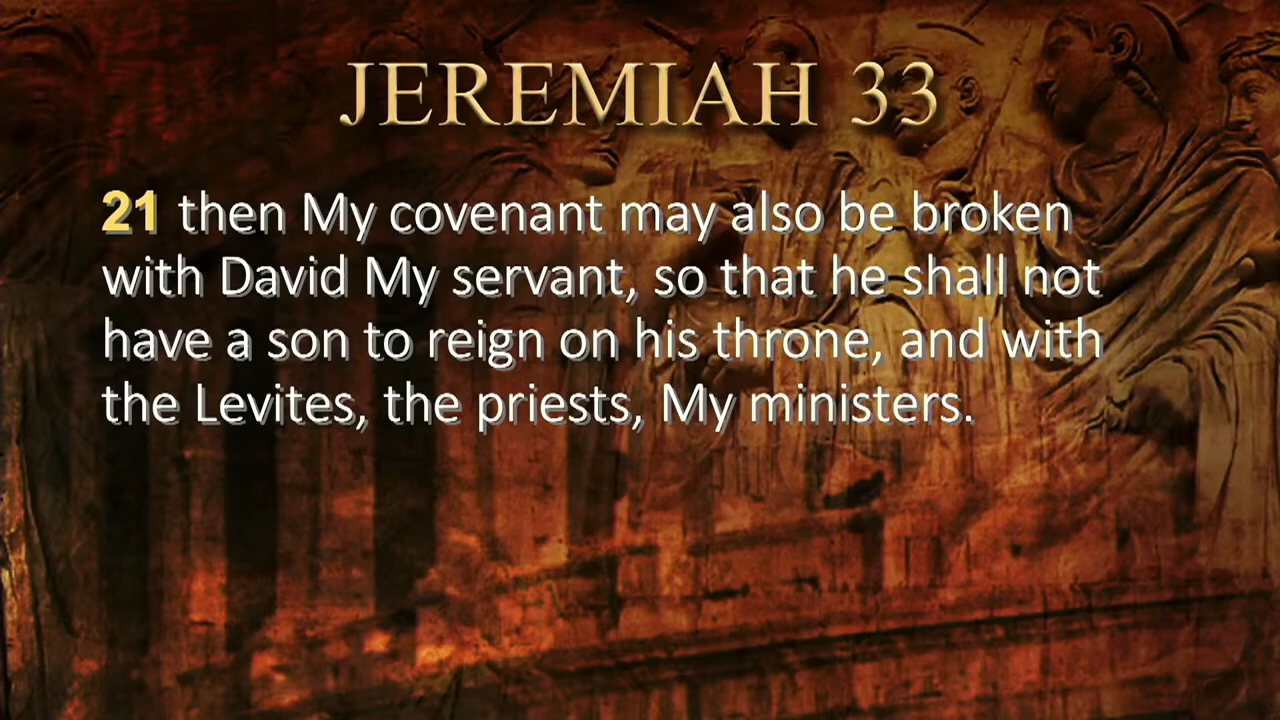 JEREMIAH 33
21 then My covenant may also be broken
with David My servant, so that he shall not
have a son to reign on his throne, and with
the Levites, the priests, My ministers.